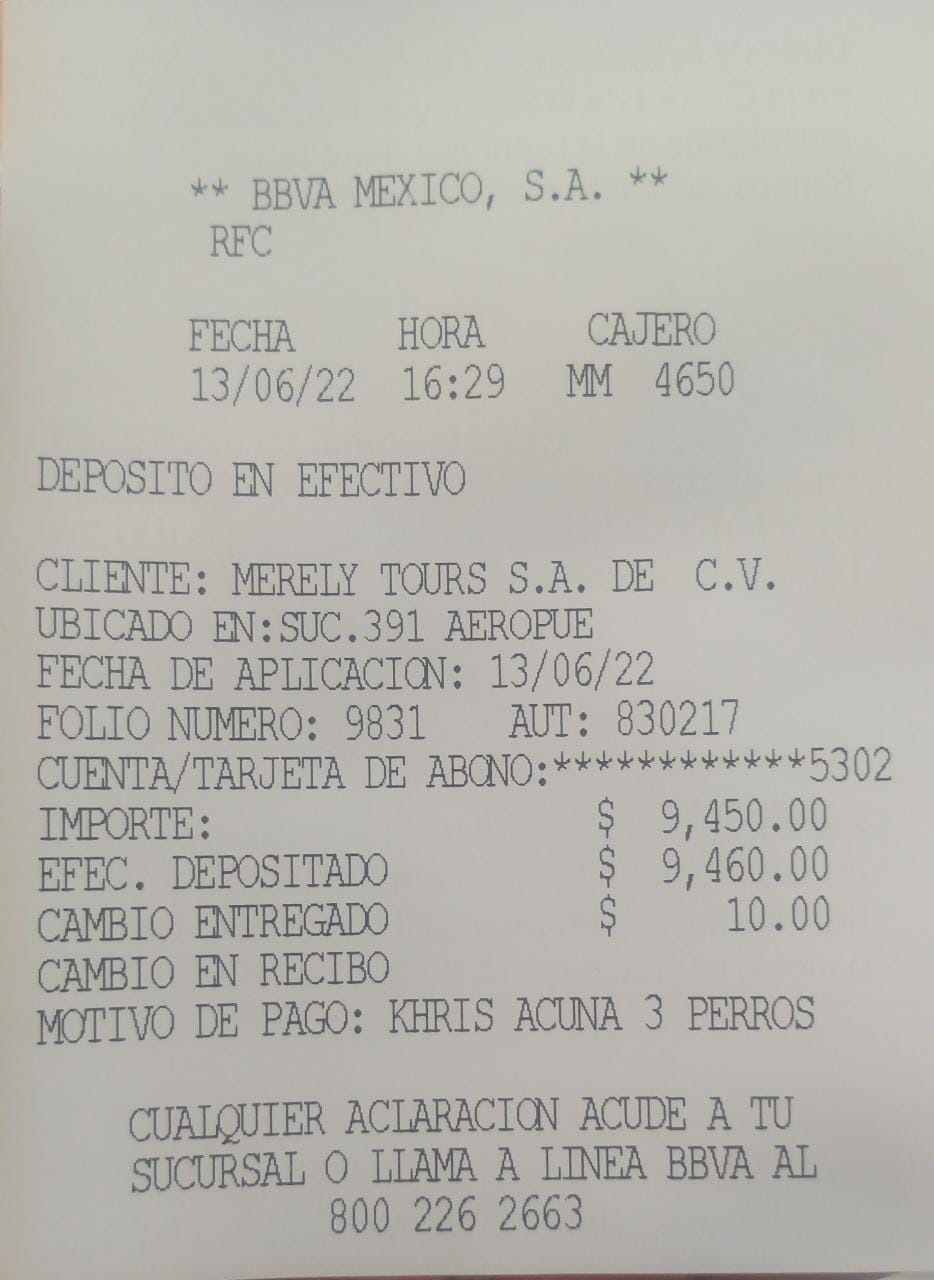 ** BBVA MEXICO, S.A. **
RFC
FECHA HORA CAJERO
13/06/22 16:29 MM 4650
DEPOSITO EN EFECTIVO
CLIENTE: MERELY TOURS S.A. DE C.V.
UBICADO EN:SUC.391 AEROPUE
FECHA DE APLICACION: 13/06/22
FOLIO NUMERO: 9831 AUT: 830217
CUENTA/TARJETA DE ABONO:************5302
IMPORTE: $ 9,450.00
EFEC. DEPOSITADO $ 9,460.00
CAMBIO ENTREGADO $ 10.00
CAMBIO EN RECIBO
MOTIVO DE PAGO: KHRIS ACUNA 3 PERROS
CUALQUIER ACLARACION ACUDE A TU
SUCURSAL O LLAMA A LINEA BBVA AL
800 226 2663